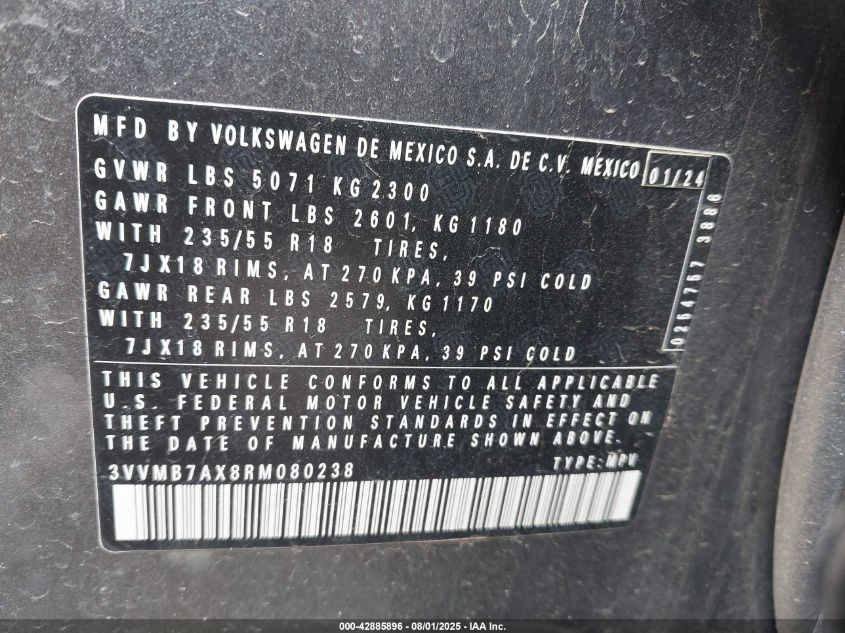 MFD BY VOLKSWAGEN DE MEXICO S.A. DE C.V. MEXICO 01/24
GVWR LBS 5071 KG 2300
GAWR FRONT LBS 2601, KG 1180
WITH 235/55 R18 TIRES,
7JX18 RIMS, AT 270 KPA, 39 PSI COLD
GAWR REAR LBS 2579, KG 1170
WITH 235/55 R18 TIRES,
7JX18 RIMS, AT 270 KPA, 39 PSI COLD
0254757 3886
THIS VEHICLE CONFORMS TO ALL APPLICABLE
U.S. FEDERAL MOTOR VEHICLE SAFETY AND
THEFT PREVENTION STANDARDS IN EFFECT ON
THE DATE OF MANUFACTURE SHOWN ABOVE.
3VVMB7AX8RM080238 TYPE: MPV
000-42885896 - 08/01/2025 - IAA Inc.